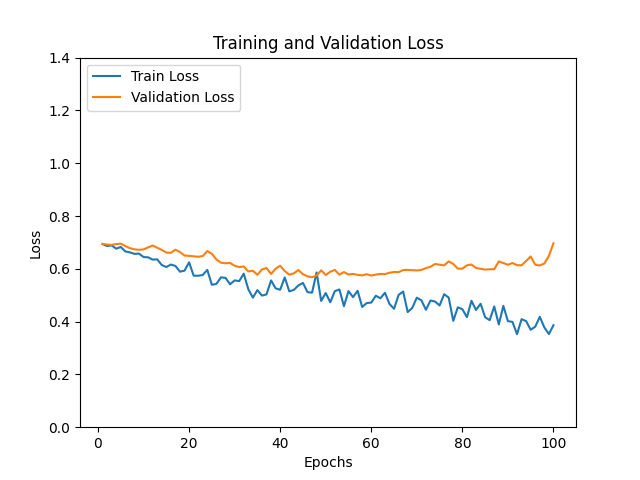 Training and Validation Loss
1.4
1.2
1.0
0.8
0.6
0.4
0.2
0.0
Loss
Train Loss
Validation Loss
0 20 40 60 80 100
Epochs